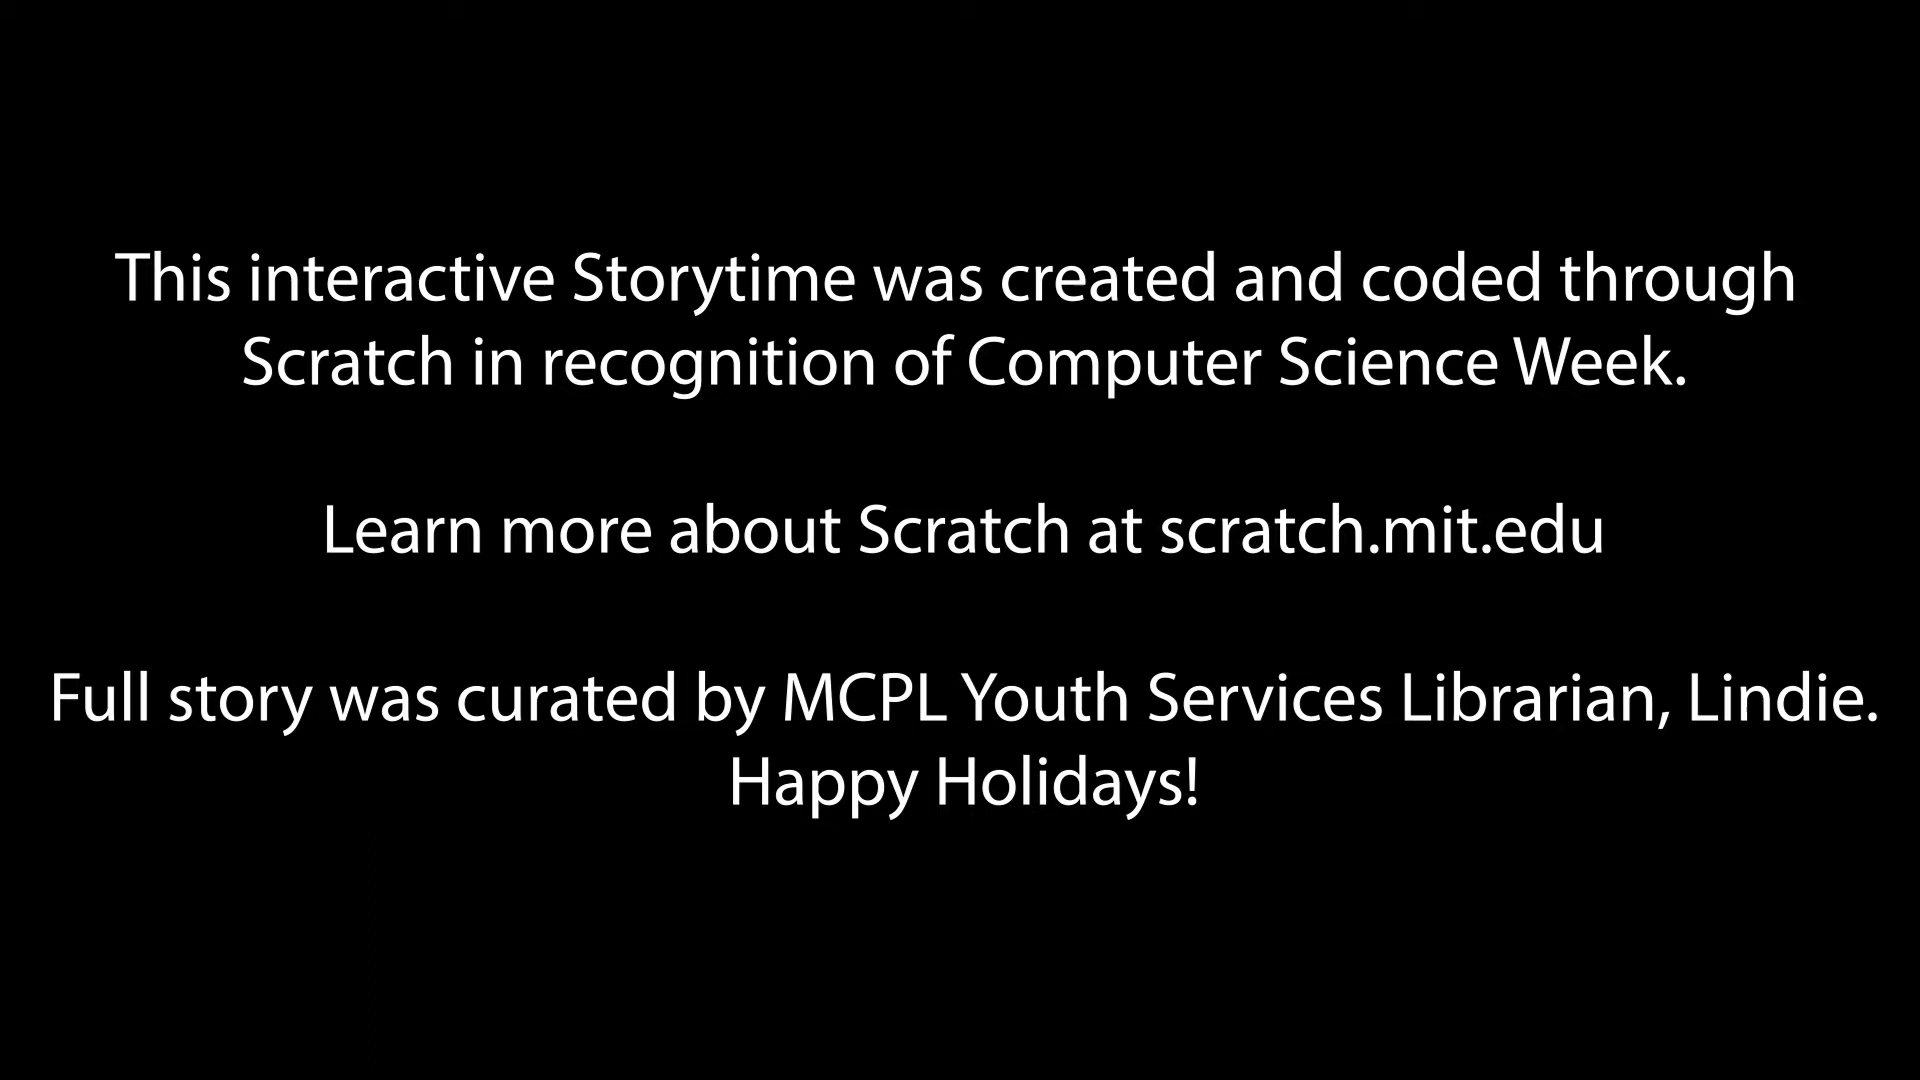 This interactive Storytime was created and coded through
Scratch in recognition of Computer Science Week.
Learn more about Scratch at scratch.mit.edu
Full story was curated by MCPL Youth Services Librarian, Lindie.
Happy Holidays!